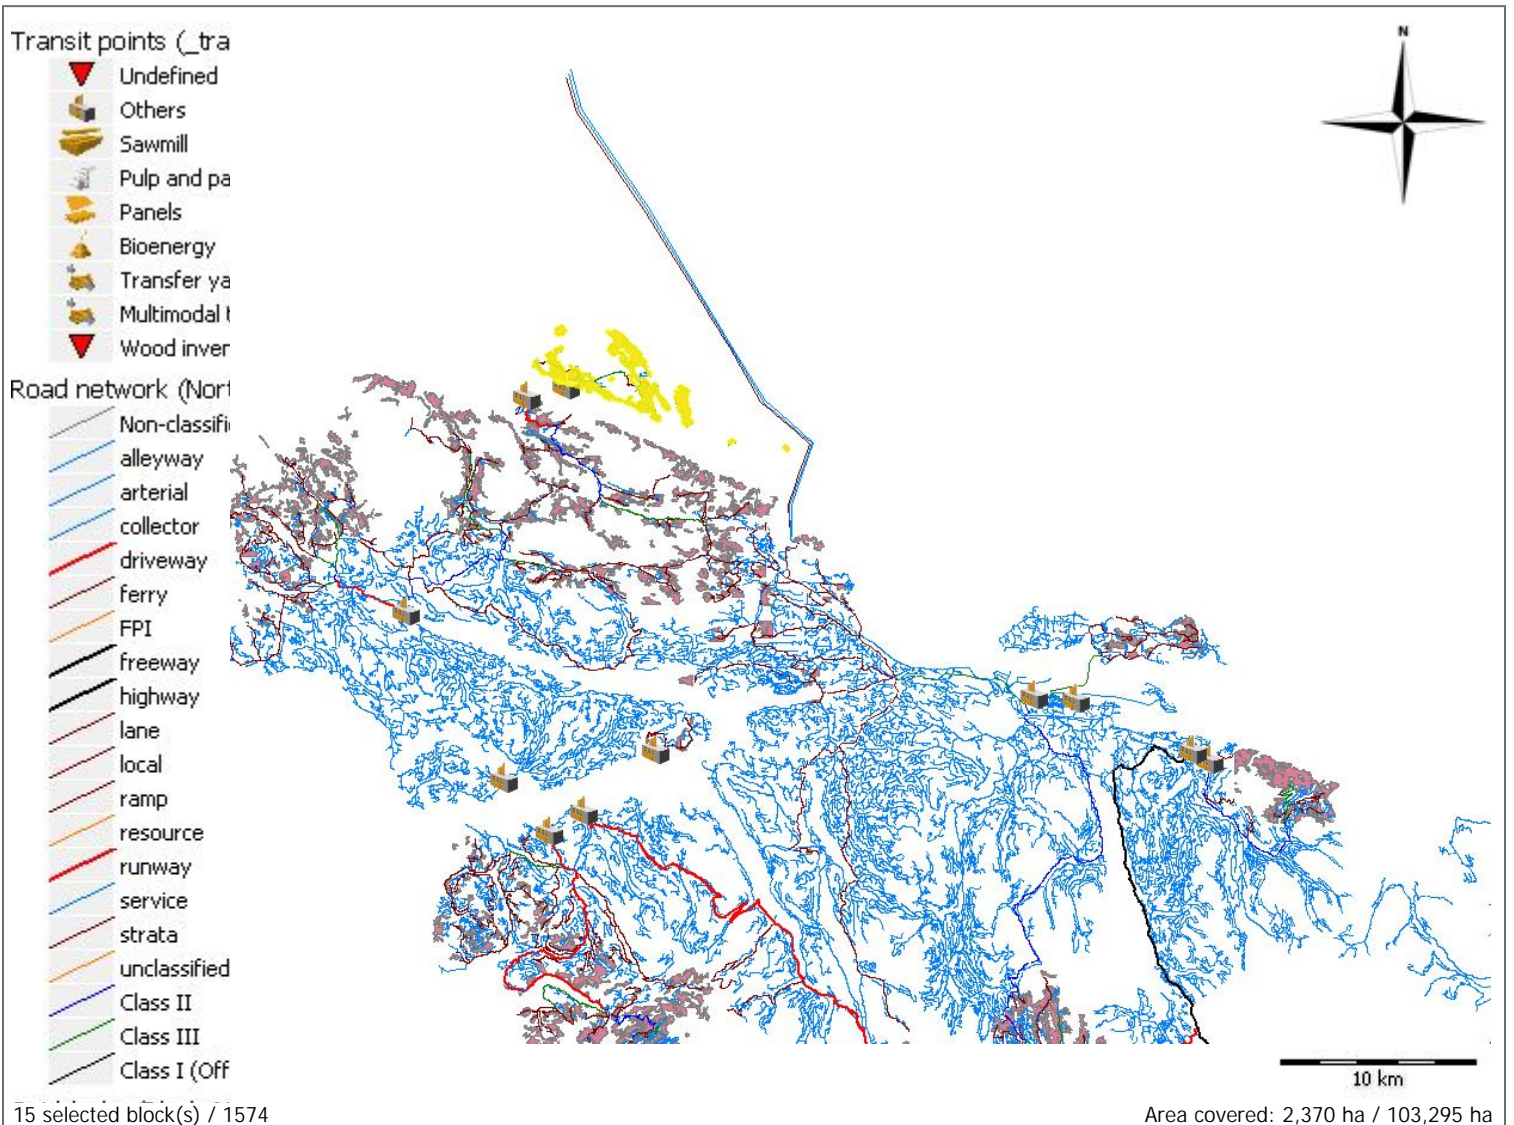 Transit points (_tra
Undefined
Others
Sawmill
Pulp and pa
Panels
Bioenergy
Transfer ya
Multimodal t
Wood inver
Road network (Nort
Non-classifi
alleyway
arterial
collector
driveway
ferry
FPI
freeway
highway
lane
local
ramp
resource
runway
service
strata
unclassified
Class II
Class III
Class I (Off
N
10 km
15 selected block(s) / 1574
Area covered: 2,370 ha / 103,295 ha